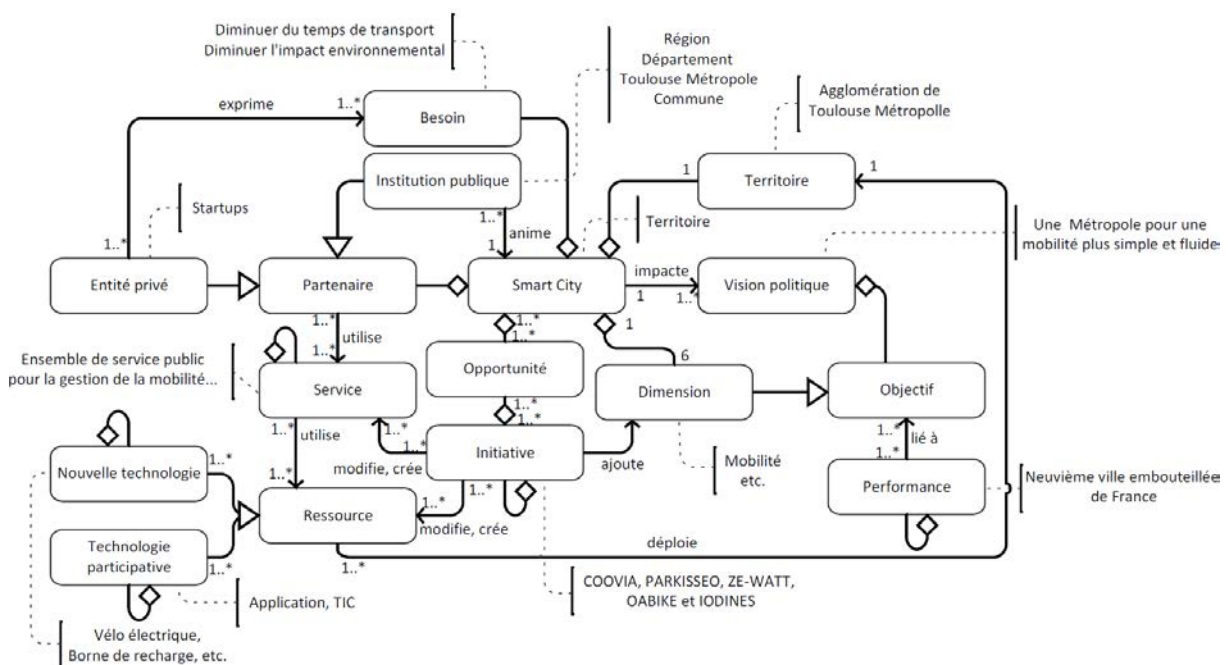 Diminuer du temps de transport
Diminuer l'impact environnemental
Région
Département
Toulouse Métropole
Commune
Agglomération de
Toulouse Métropolle
exprime
1..*
Besoin
Institution publique
1
Territoire
1
Startups
1..*
anime
1
Territoire
Une Métropole pour une
mobilité plus simple et fluide
1..*
Entité privé
Partenaire
Smart City
impacte
1
1..*
Vision politique
1..*
utilise
1..*
1..*
1..*
1
6
Ensemble de service public
pour la gestion de la mobilité...
Service
Opportunité
Dimension
Objectif
1..*
utilise
1..*
1..*
1..*
1..*
1..*
lié à
1..*
Nouvelle technologie
1..*
1..*
modifie, crée
Initiative
ajoute
Mobilité
etc.
Performance
Neuvième ville embouteillée
de France
Ressource
1..*
1..*
modifie, crée
Technologie
participative
1..*
1..*
déploie
Application, TIC
COOVIA, PARKISSEO, ZE-WATT,
OABIKE et IODINES
Vélo électrique,
Borne de recharge, etc.